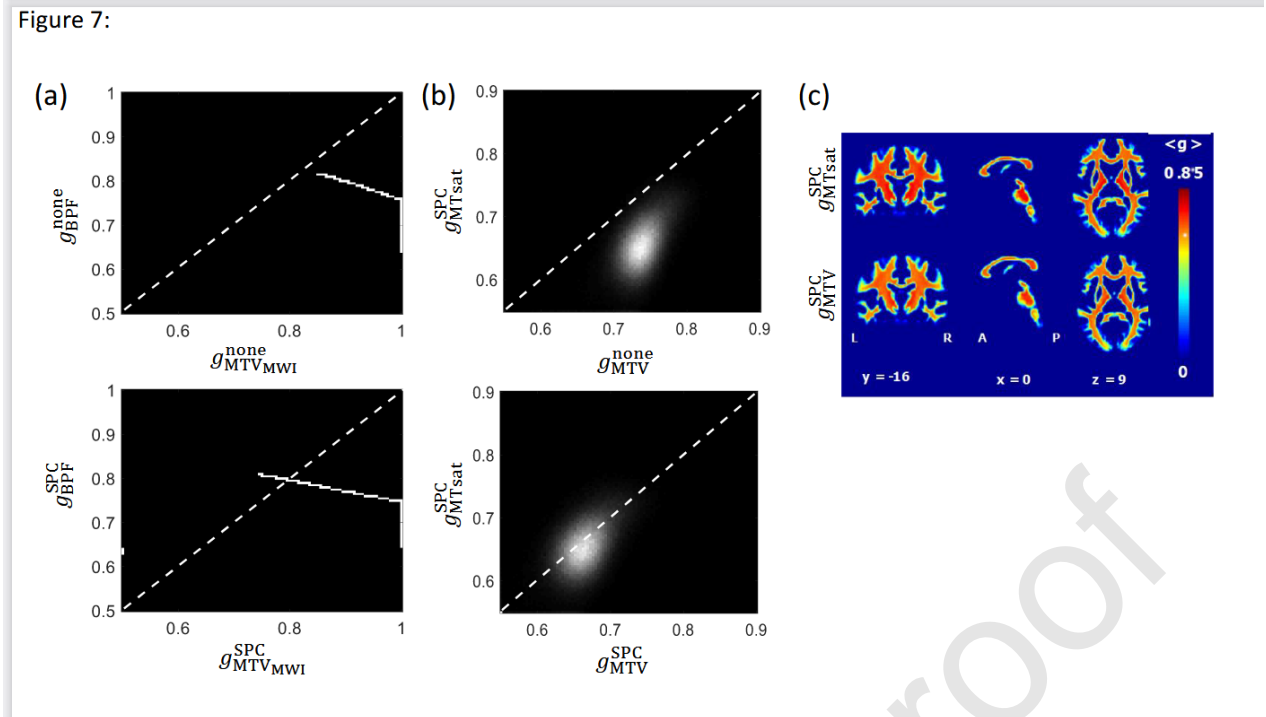 Figure 7:
(a)
1
0.9
0.8
0.7
0.6
0.5
g^none_BPF
0.6 0.8 1
g^none_MTV_MWI
(b)
0.9
0.8
0.7
0.6
g^SPC_MTsat
0.6 0.7 0.8 0.9
g^none_MTV
(c)
g^SPC_MTsat
g^SPC_MTV
<g>
0.85
0
L R A P
y = -16 x = 0 z = 9
1
0.9
0.8
0.7
0.6
0.5
g^SPC_BPF
0.6 0.8 1
g^SPC_MTV_MWI
0.9
0.8
0.7
0.6
g^SPC_MTsat
0.6 0.7 0.8 0.9
g^SPC_MTV
roof